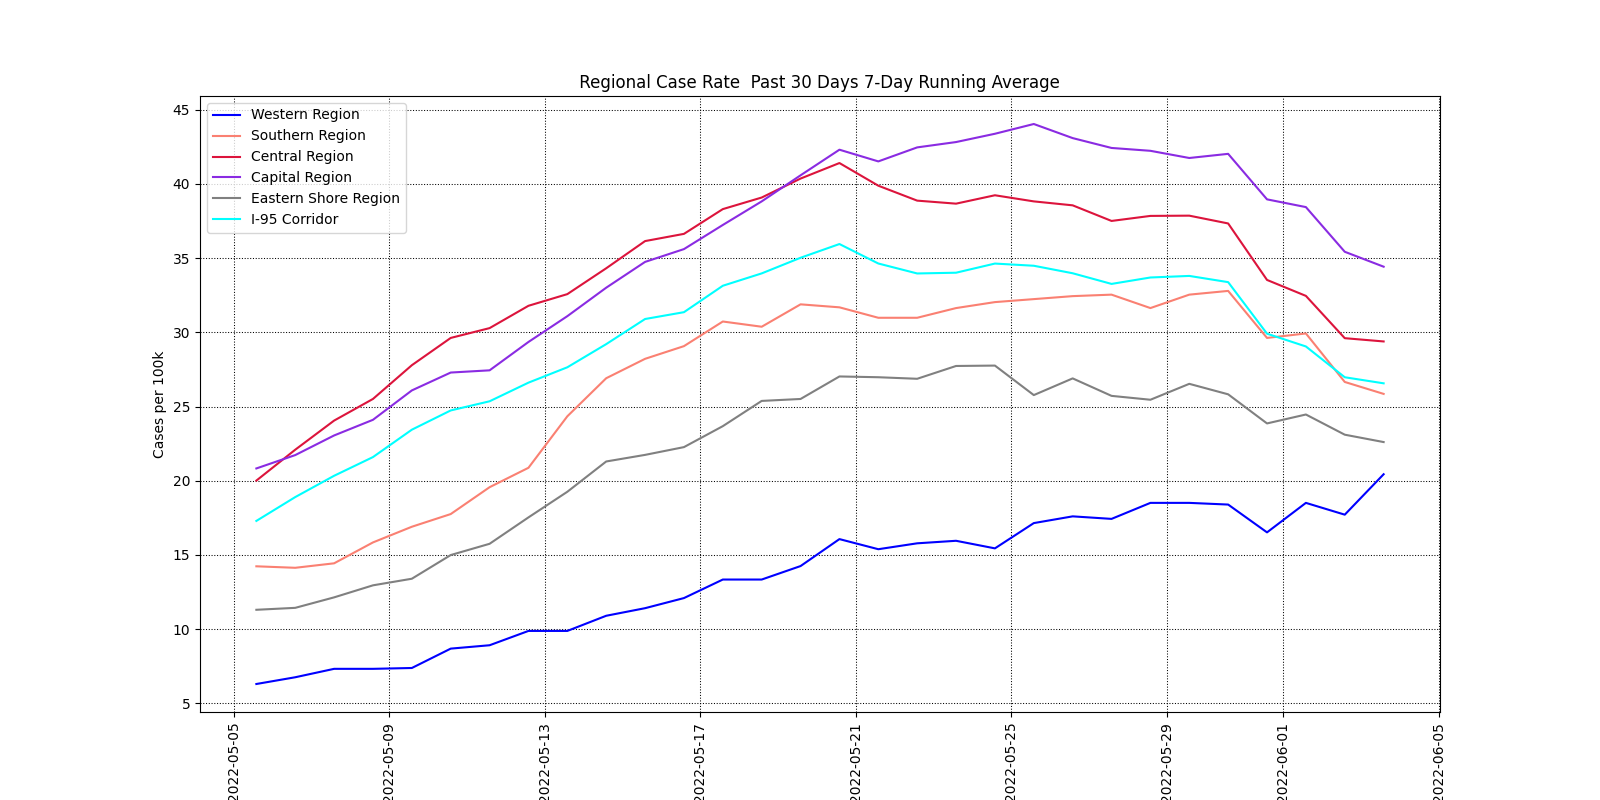 Regional Case Rate  Past 30 Days 7-Day Running Average
45
40
35
30
25
20
15
10
5
Cases per 100k
Western Region
Southern Region
Central Region
Capital Region
Eastern Shore Region
I-95 Corridor
2022-05-05
2022-05-09
2022-05-13
2022-05-17
2022-05-21
2022-05-25
2022-05-29
2022-06-01
2022-06-05